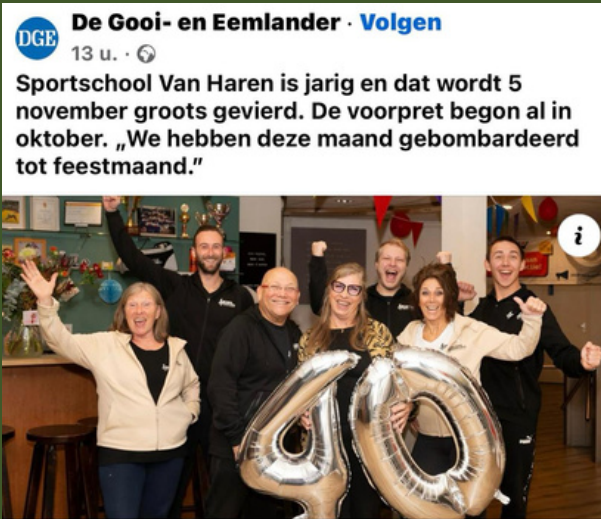 DGE
De Gooi- en Eemlander · Volgen
13 u. ·
Sportschool Van Haren is jarig en dat wordt 5
november groots gevierd. De voorpret begon al in
oktober. „We hebben deze maand gebombardeerd
tot feestmaand.”
i
40